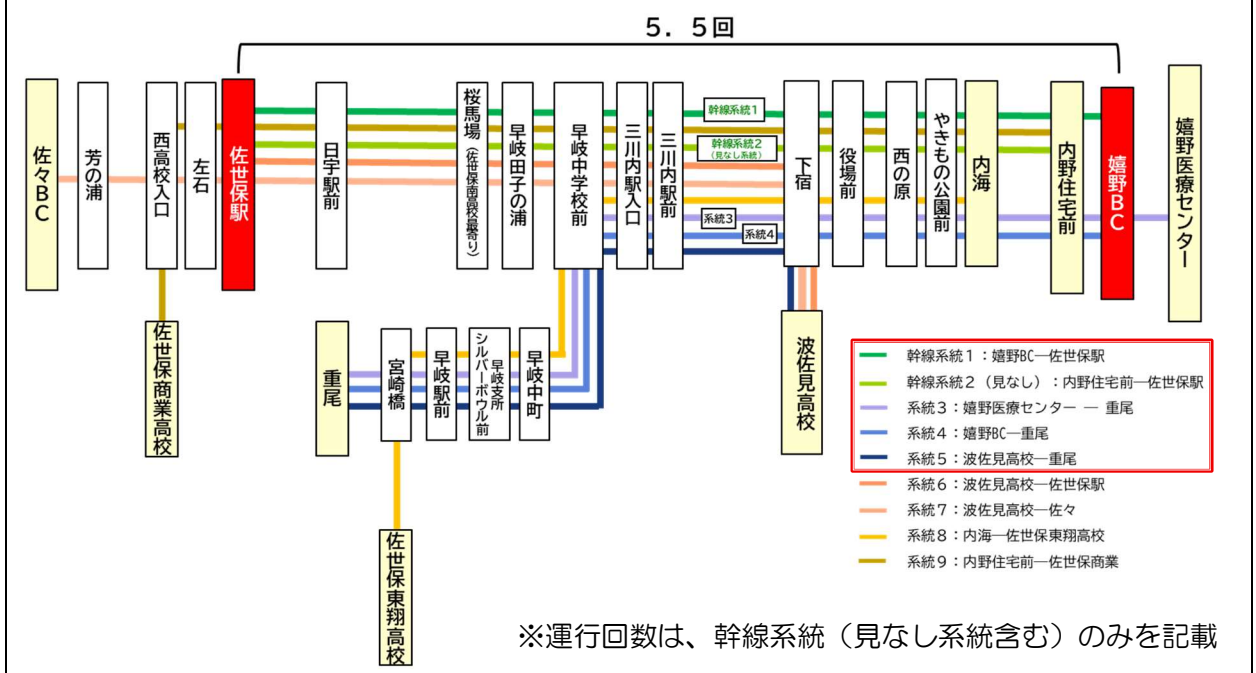 5．5回
佐々BC
芳の浦
西高校入口
左石
佐世保駅
日宇駅前
桜馬場（佐世保南高校最寄り）
早岐田子の浦
早岐中学校前
三川内駅入口
三川内駅前
幹線系統1
幹線系統2
（見なし系統）
系統3
系統4
下宿
役場前
西の原
やきもの公園前
内海
内野住宅前
嬉野BC
嬉野医療センター
佐世保商業高校
重尾
宮崎橋
早岐駅前
早岐支所
シルバーボウル前
早岐中町
佐世保東翔高校
波佐見高校
幹線系統1：嬉野BC―佐世保駅
幹線系統2（見なし）：内野住宅前―佐世保駅
系統3：嬉野医療センター ― 重尾
系統4：嬉野BC―重尾
系統5：波佐見高校―重尾
系統6：波佐見高校―佐世保駅
系統7：波佐見高校―佐々
系統8：内海―佐世保東翔高校
系統9：内野住宅前―佐世保商業
※運行回数は、幹線系統（見なし系統含む）のみを記載